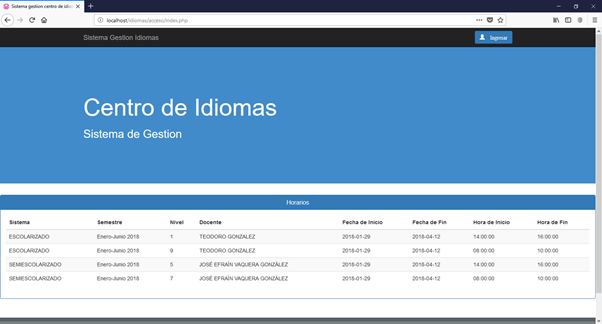 Sistema gestion centro de idi
localhost/idiomas/acceso/index.php
Sistema Gestion Idiomas
Ingresar
Centro de Idiomas
Sistema de Gestion
Horarios
Sistema Semestre Nivel Docente Fecha de Inicio Fecha de Fin Hora de Inicio Hora de Fin
ESCOLARIZADO Enero-Junio 2018 1 TEODORO GONZALEZ 2018-01-29 2018-04-12 14:00:00 16:00:00
ESCOLARIZADO Enero-Junio 2018 9 TEODORO GONZALEZ 2018-01-29 2018-04-12 08:00:00 10:00:00
SEMIESCOLARIZADO Enero-Junio 2018 5 JOSÉ EFRAÍN VAQUERA GONZÁLEZ 2018-01-29 2018-04-12 14:00:00 16:00:00
SEMIESCOLARIZADO Enero-Junio 2018 7 JOSÉ EFRAÍN VAQUERA GONZÁLEZ 2018-01-29 2018-04-12 08:00:00 10:00:00